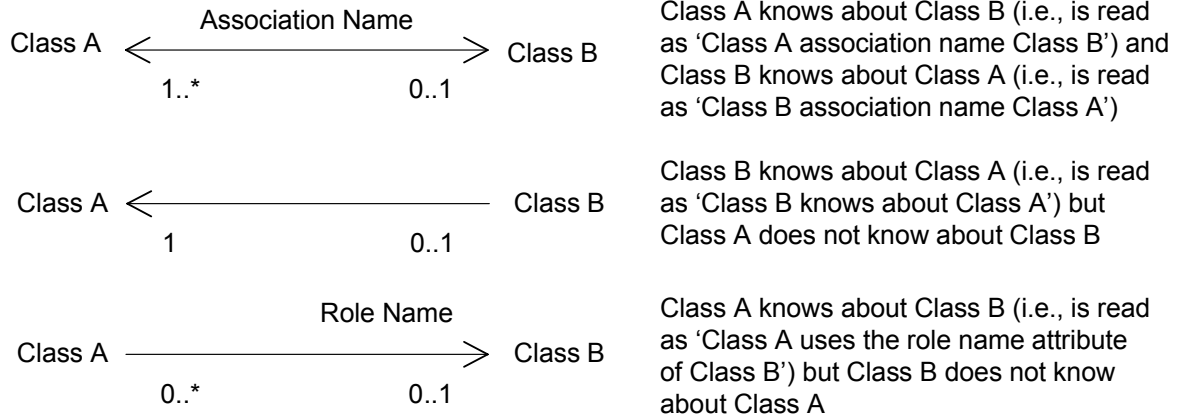 Association Name
Class A
Class B
1..*
0..1
Class A knows about Class B (i.e., is read
as ‘Class A association name Class B’) and
Class B knows about Class A (i.e., is read
as ‘Class B association name Class A’)
Class A
Class B
1
0..1
Class B knows about Class A (i.e., is read
as ‘Class B knows about Class A’) but
Class A does not know about Class B
Role Name
Class A
Class B
0..*
0..1
Class A knows about Class B (i.e., is read
as ‘Class A uses the role name attribute
of Class B’) but Class B does not know
about Class A